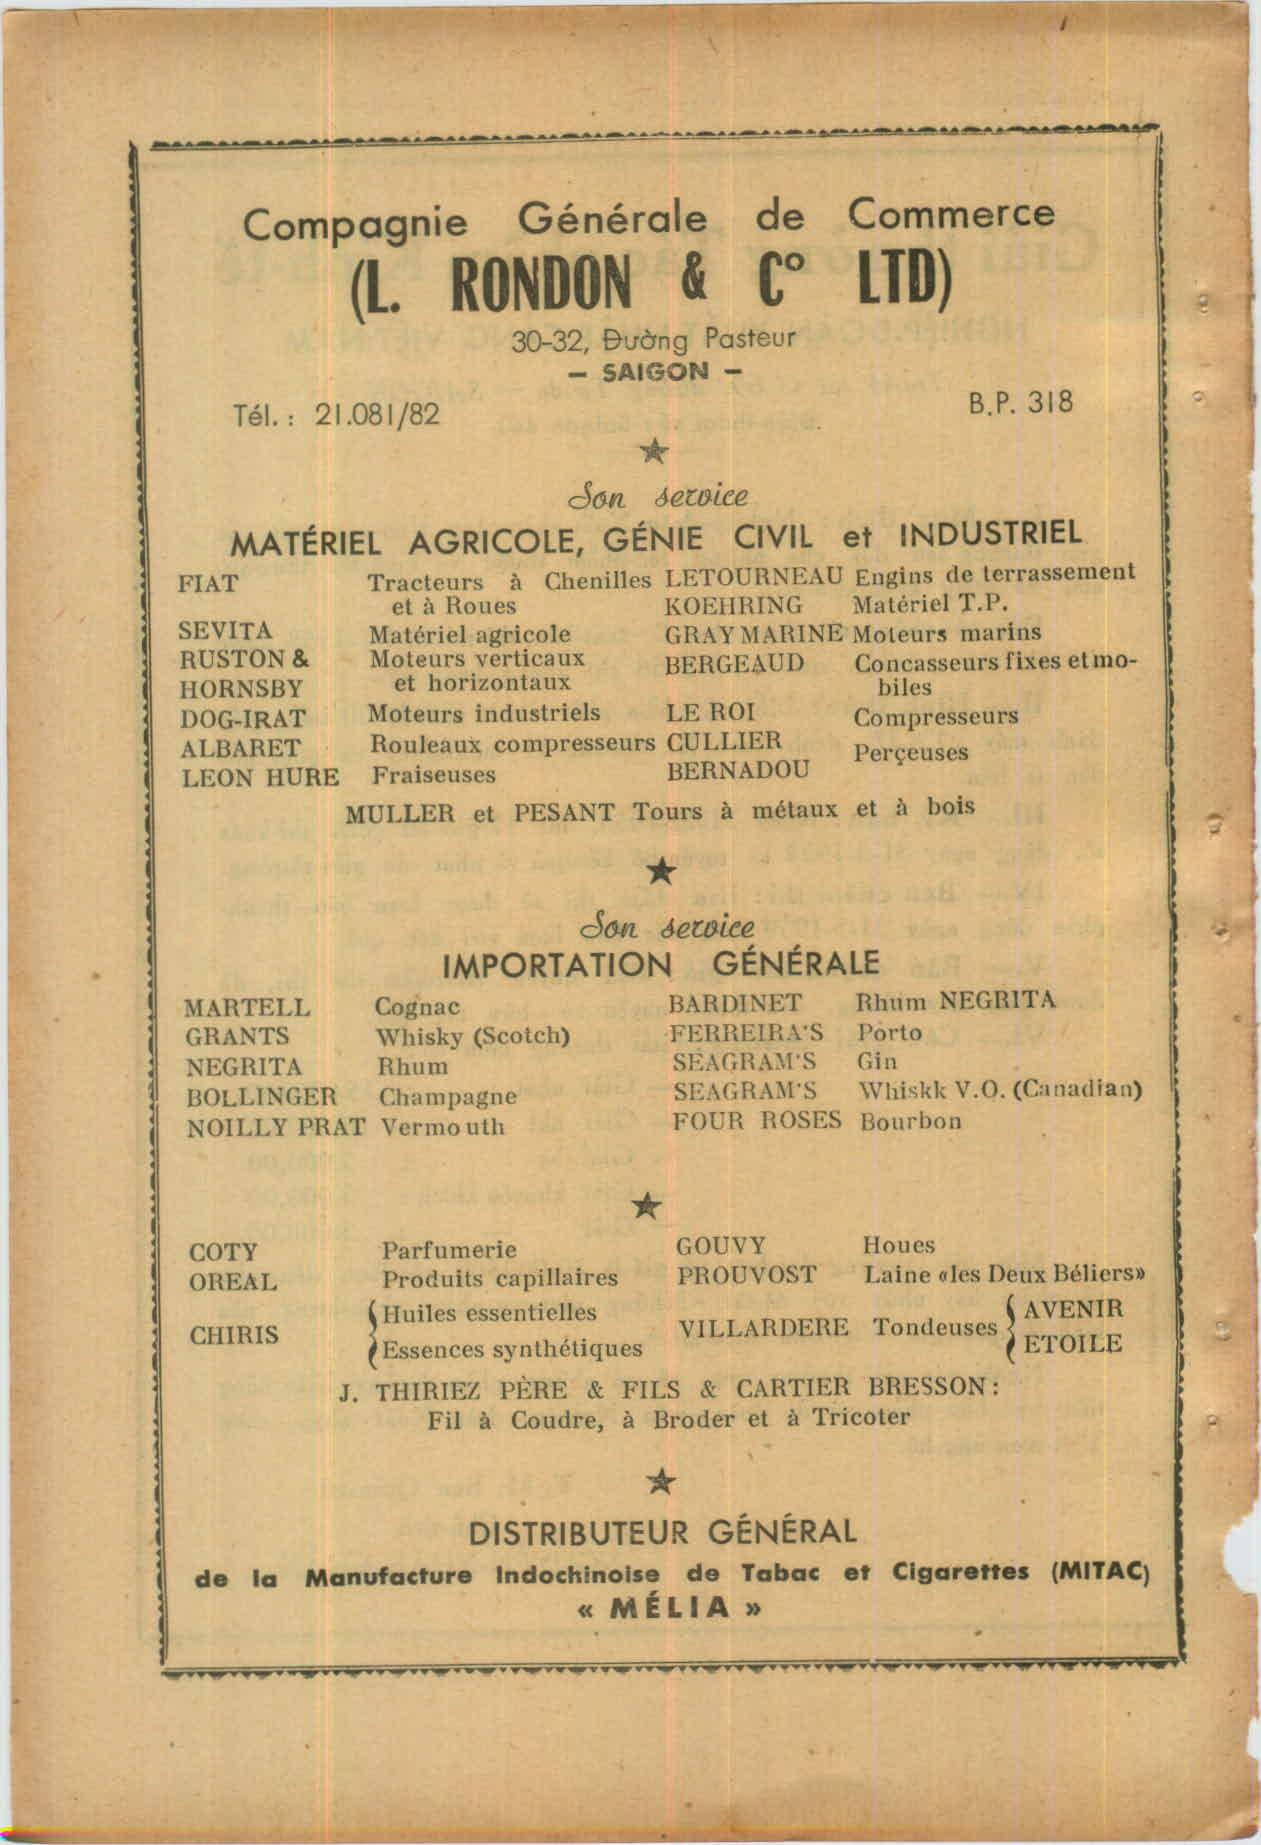 Compagnie Générale de Commerce
(L. RONDON & Cº LTD)
30-32, Đường Pasteur
— SAIGON —
Tél. : 21.081/82 B.P. 318
Son service
MATÉRIEL AGRICOLE, GÉNIE CIVIL et INDUSTRIEL
FIAT Tracteurs à Chenilles LETOURNEAU Engins de terrassement
et à Roues KOEHRING Matériel T.P.
SEVITA Matériel agricole GRAY MARINE Moteurs marins
RUSTON & Moteurs verticaux BERGEAUD Concasseurs fixes et mo-
HORNSBY et horizontaux biles
DOG-IRAT Moteurs industriels LE ROI Compresseurs
ALBARET Rouleaux compresseurs CULLIER Perçeuses
LEON HURE Fraiseuses BERNADOU
MULLER et PESANT Tours à métaux et à bois
Son service
IMPORTATION GÉNÉRALE
MARTELL Cognac BARDINET Rhum NEGRITA
GRANTS Whisky (Scotch) FERREIRA'S Porto
NEGRITA Rhum SEAGRAM'S Gin
BOLLINGER Champagne SEAGRAM'S Whiskk V.O. (Canadian)
NOILLY PRAT Vermouth FOUR ROSES Bourbon
COTY Parfumerie GOUVY Houes
OREAL Produits capillaires PROUVOST Laine «les Deux Béliers»
CHIRIS { Huiles essentielles VILLARDERE Tondeuses { AVENIR
Essences synthétiques ETOILE
J. THIRIEZ PÈRE & FILS & CARTIER BRESSON :
Fil à Coudre, à Broder et à Tricoter
DISTRIBUTEUR GÉNÉRAL
de la Manufacture Indochinoise de Tabac et Cigarettes (MITAC)
« MÉLIA »